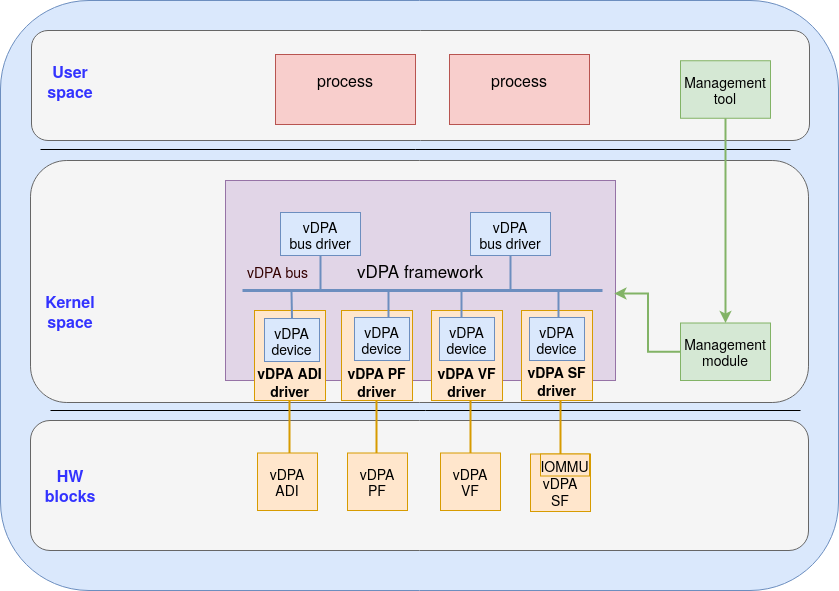 User
space
process
process
Management
tool
Kernel
space
vDPA
bus driver
vDPA
bus driver
vDPA bus
vDPA framework
vDPA
device
vDPA ADI
driver
vDPA
device
vDPA PF
driver
vDPA
device
vDPA VF
driver
vDPA
device
vDPA SF
driver
Management
module
HW
blocks
vDPA
ADI
vDPA
PF
vDPA
VF
IOMMU
vDPA
SF